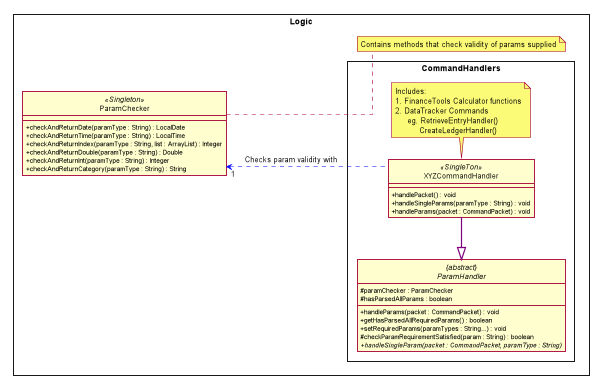 Logic
Contains methods that check validity of params supplied
CommandHandlers
Includes:
1. FinanceTools Calculator functions
2. DataTracker Commands
eg. RetrieveEntryHandler()
CreateLedgerHandler()
«Singleton»
ParamChecker
+checkAndReturnDate(paramType : String) : LocalDate
+checkAndReturnTime(paramType : String) : LocalTime
+checkAndReturnIndex(paramType : String, list : ArrayList) : Integer
+checkAndReturnDouble(paramType : String) : Double
+checkAndReturnInt(paramType : String) : Integer
+checkAndReturnCategory(paramType : String) : String
Checks param validity with
1
«SingleTon»
XYZCommandHandler
+handlePacket() : void
+handleSingleParams(paramType : String) : void
+handleParams(packet : CommandPacket) : void
{abstract}
ParamHandler
#paramChecker : ParamChecker
#hasParsedAllParams : boolean
+handleParams(packet : CommandPacket) : void
+getHasParsedAllRequiredParams() : boolean
+setRequiredParams(paramTypes : String...) : void
#checkParamRequirementSatisfied(param : String) : boolean
+handleSingleParam(packet : CommandPacket, paramType : String)